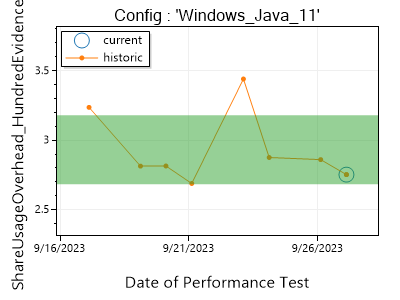 Config : 'Windows_Java_11'
current
historic
ShareUsageOverhead_HundredEvidence
3.5
3
2.5
9/16/2023
9/21/2023
9/26/2023
Date of Performance Test